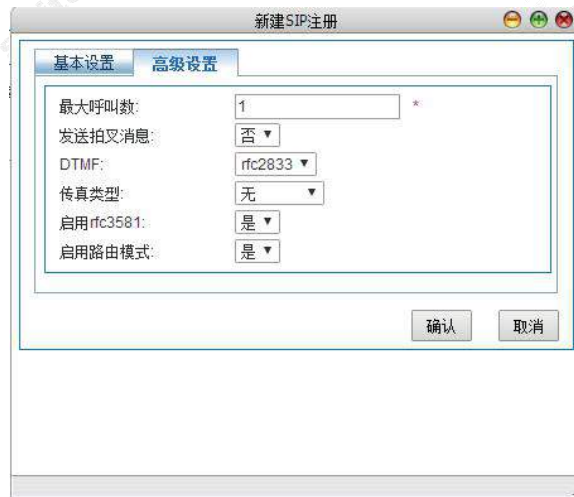 新建SIP注册
基本设置 高级设置
最大呼叫数: 1 *
发送拍叉消息: 否
DTMF: rfc2833
传真类型: 无
启用rfc3581: 是
启用路由模式: 是
确认 取消